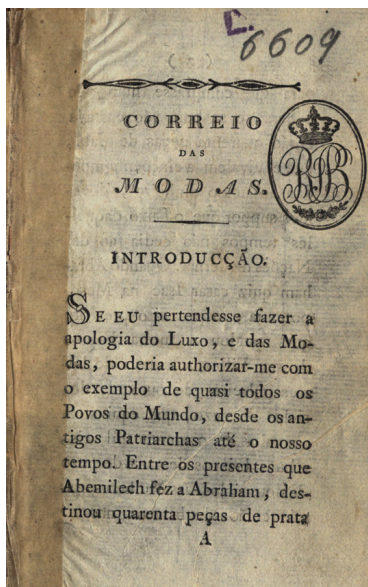 L.
6609
CORREIO
DAS
MODAS.
INTRODUCÇÃO.
SE EU pertendesse fazer a
apologia do Luxo, e das Mo-
das, poderia authorizar-me com
o exemplo de quasi todos os
Povos do Mundo, desde os an-
tigos Patriarchas até o nosso
tempo. Entre os presentes que
Abemilech fez a Abraham, des-
tinou quarenta peças de prata
A